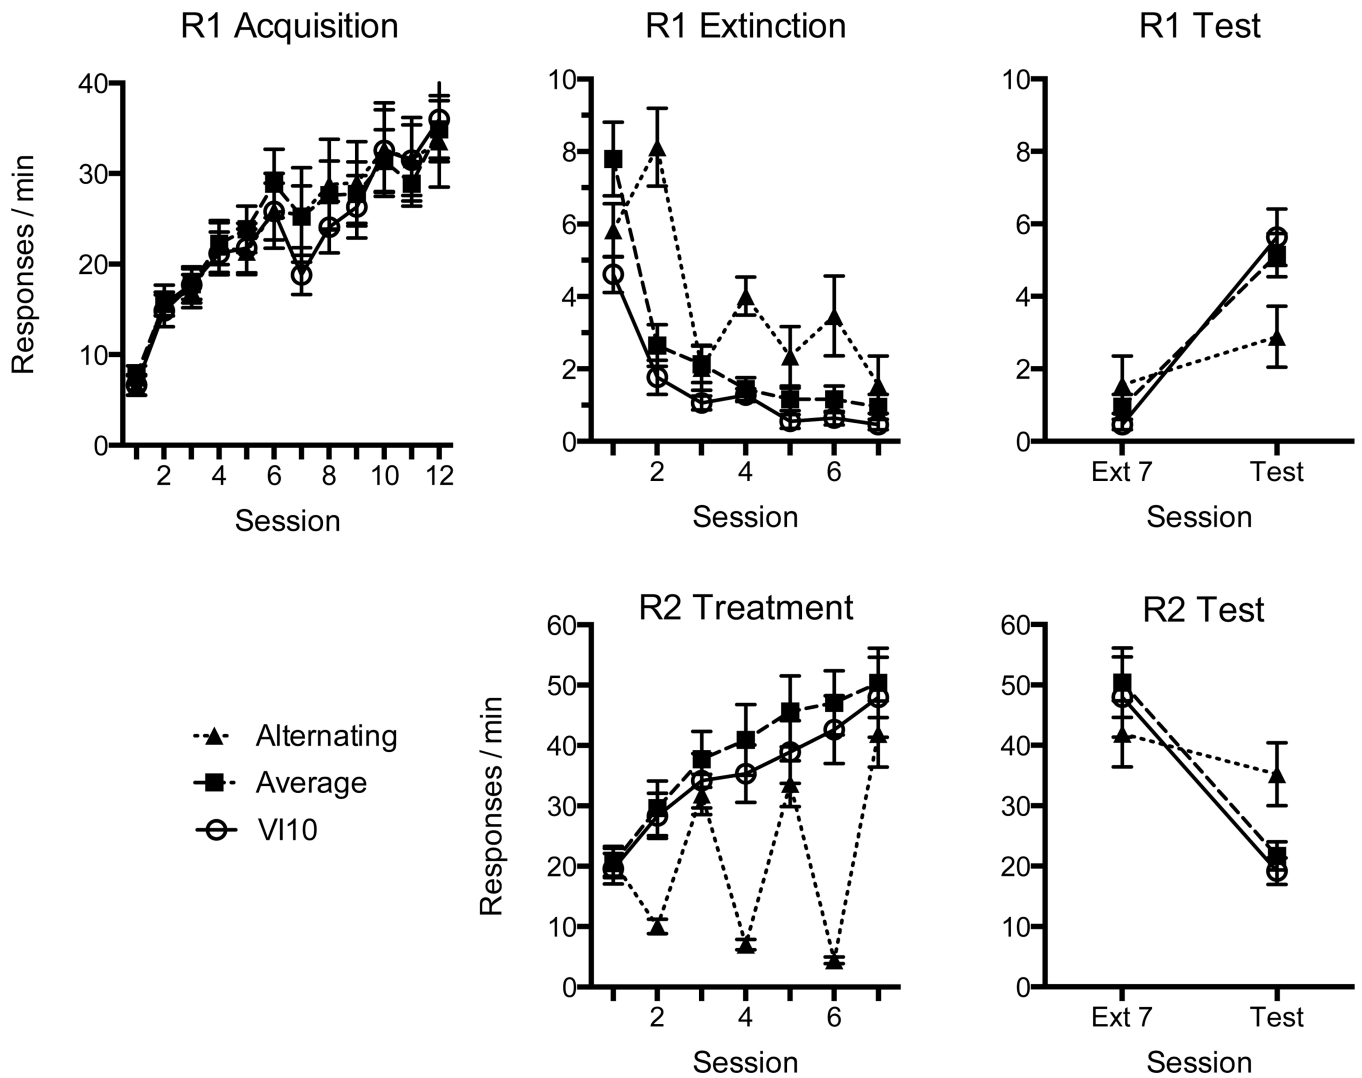 R1 Acquisition
Responses / min
40
30
20
10
0
2 4 6 8 10 12
Session
R1 Extinction
10
8
6
4
2
0
2 4 6
Session
R1 Test
10
8
6
4
2
0
Ext 7 Test
Session
Alternating
Average
VI10
R2 Treatment
Responses / min
60
50
40
30
20
10
0
2 4 6
Session
R2 Test
60
50
40
30
20
10
0
Ext 7 Test
Session